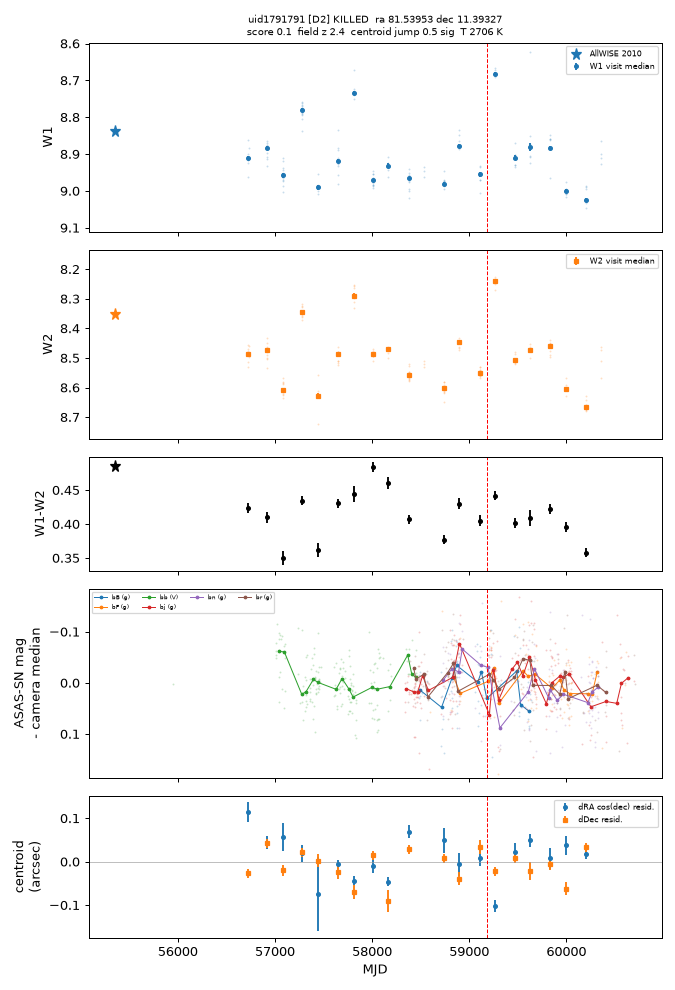 uid1791791 [D2] KILLED  ra 81.53953 dec 11.39327
score 0.1  field z 2.4  centroid jump 0.5 sig  T 2706 K
8.6
8.7
8.8
8.9
9.0
9.1
W1
AllWISE 2010
W1 visit median
8.2
8.3
8.4
8.5
8.6
8.7
W2
W2 visit median
0.45
0.40
0.35
W1-W2
−0.1
0.0
0.1
ASAS-SN mag
- camera median
bB (g)
bF (g)
bb (V)
bj (g)
bn (g)
br (g)
0.1
0.0
−0.1
centroid
(arcsec)
dRA cos(dec) resid.
dDec resid.
56000
57000
58000
59000
60000
MJD